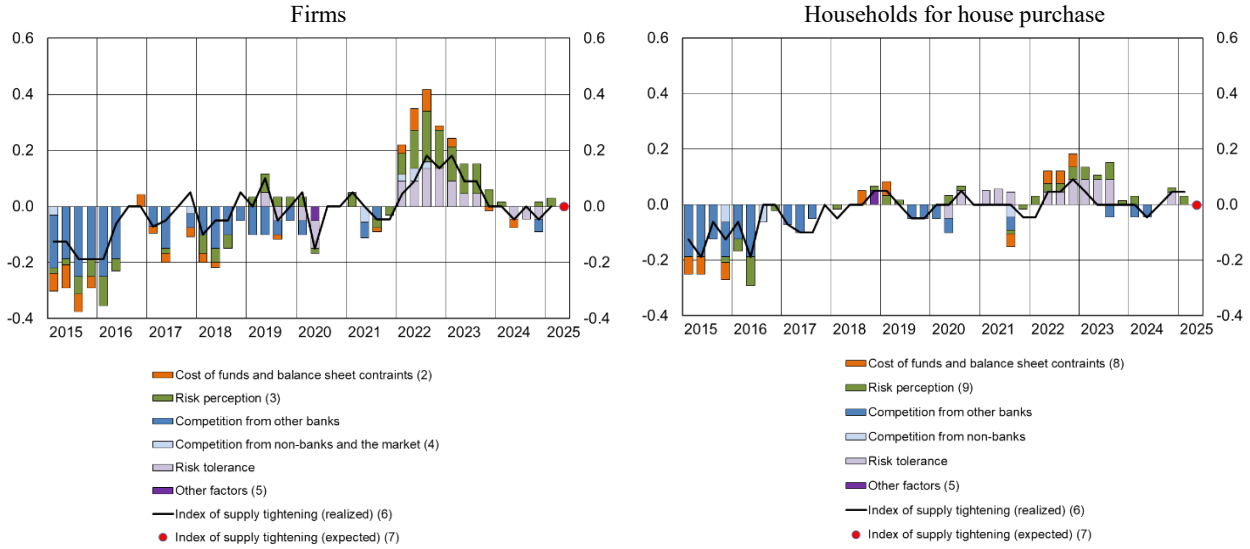 Firms
0.6 0.6
0.4 0.4
0.2 0.2
0.0 0.0
-0.2 -0.2
-0.4 -0.4
2015 2016 2017 2018 2019 2020 2021 2022 2023 2024 2025
Cost of funds and balance sheet contraints (2)
Risk perception (3)
Competition from other banks
Competition from non-banks and the market (4)
Risk tolerance
Other factors (5)
Index of supply tightening (realized) (6)
Index of supply tightening (expected) (7)
Households for house purchase
0.6 0.6
0.4 0.4
0.2 0.2
0.0 0.0
-0.2 -0.2
-0.4 -0.4
2015 2016 2017 2018 2019 2020 2021 2022 2023 2024 2025
Cost of funds and balance sheet contraints (8)
Risk perception (9)
Competition from other banks
Competition from non-banks
Risk tolerance
Other factors (5)
Index of supply tightening (realized) (6)
Index of supply tightening (expected) (7)